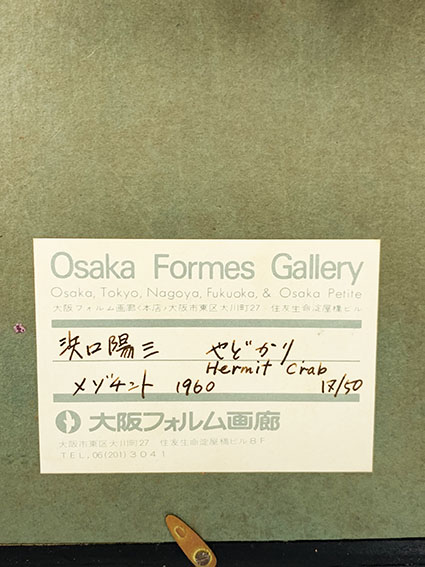 Osaka Formes Gallery
Osaka, Tokyo, Nagoya, Fukuoka, & Osaka Petite
大阪フォルム画廊〈本店〉大阪市東区大川町27 住友生命淀屋橋ビル
浜口陽三 やどかり
Hermit Crab
メゾチント 1960 17/50
大阪フォルム画廊
大阪市東区大川町27 住友生命淀屋橋ビル8F
TEL.06(201)3041